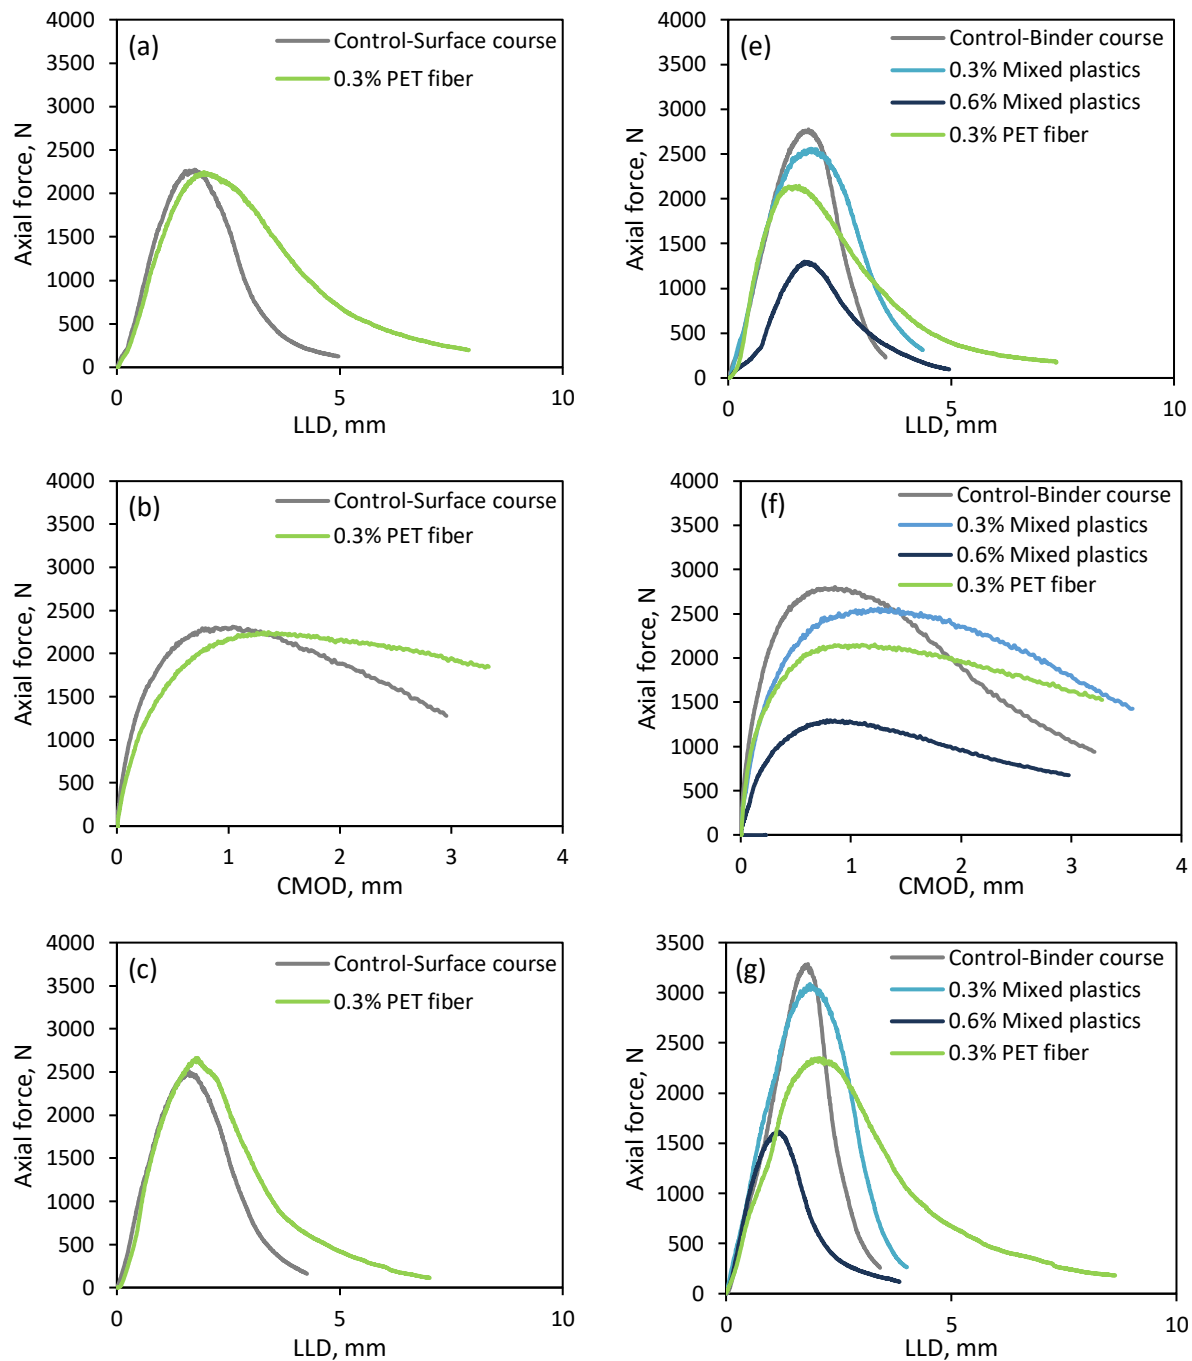 (a)
Control-Surface course
0.3% PET fiber
4000
3500
3000
2500
2000
1500
1000
500
0
Axial force, N
0 5 10
LLD, mm
(e)
Control-Binder course
0.3% Mixed plastics
0.6% Mixed plastics
0.3% PET fiber
4000
3500
3000
2500
2000
1500
1000
500
0
Axial force, N
0 5 10
LLD, mm
(b)
Control-Surface course
0.3% PET fiber
4000
3500
3000
2500
2000
1500
1000
500
0
Axial force, N
0 1 2 3 4
CMOD, mm
(f)
Control-Binder course
0.3% Mixed plastics
0.6% Mixed plastics
0.3% PET fiber
4000
3500
3000
2500
2000
1500
1000
500
0
Axial force, N
0 1 2 3 4
CMOD, mm
(c)
Control-Surface course
0.3% PET fiber
4000
3500
3000
2500
2000
1500
1000
500
0
Axial force, N
0 5 10
LLD, mm
(g)
Control-Binder course
0.3% Mixed plastics
0.6% Mixed plastics
0.3% PET fiber
3500
3000
2500
2000
1500
1000
500
0
Axial force, N
0 5 10
LLD, mm